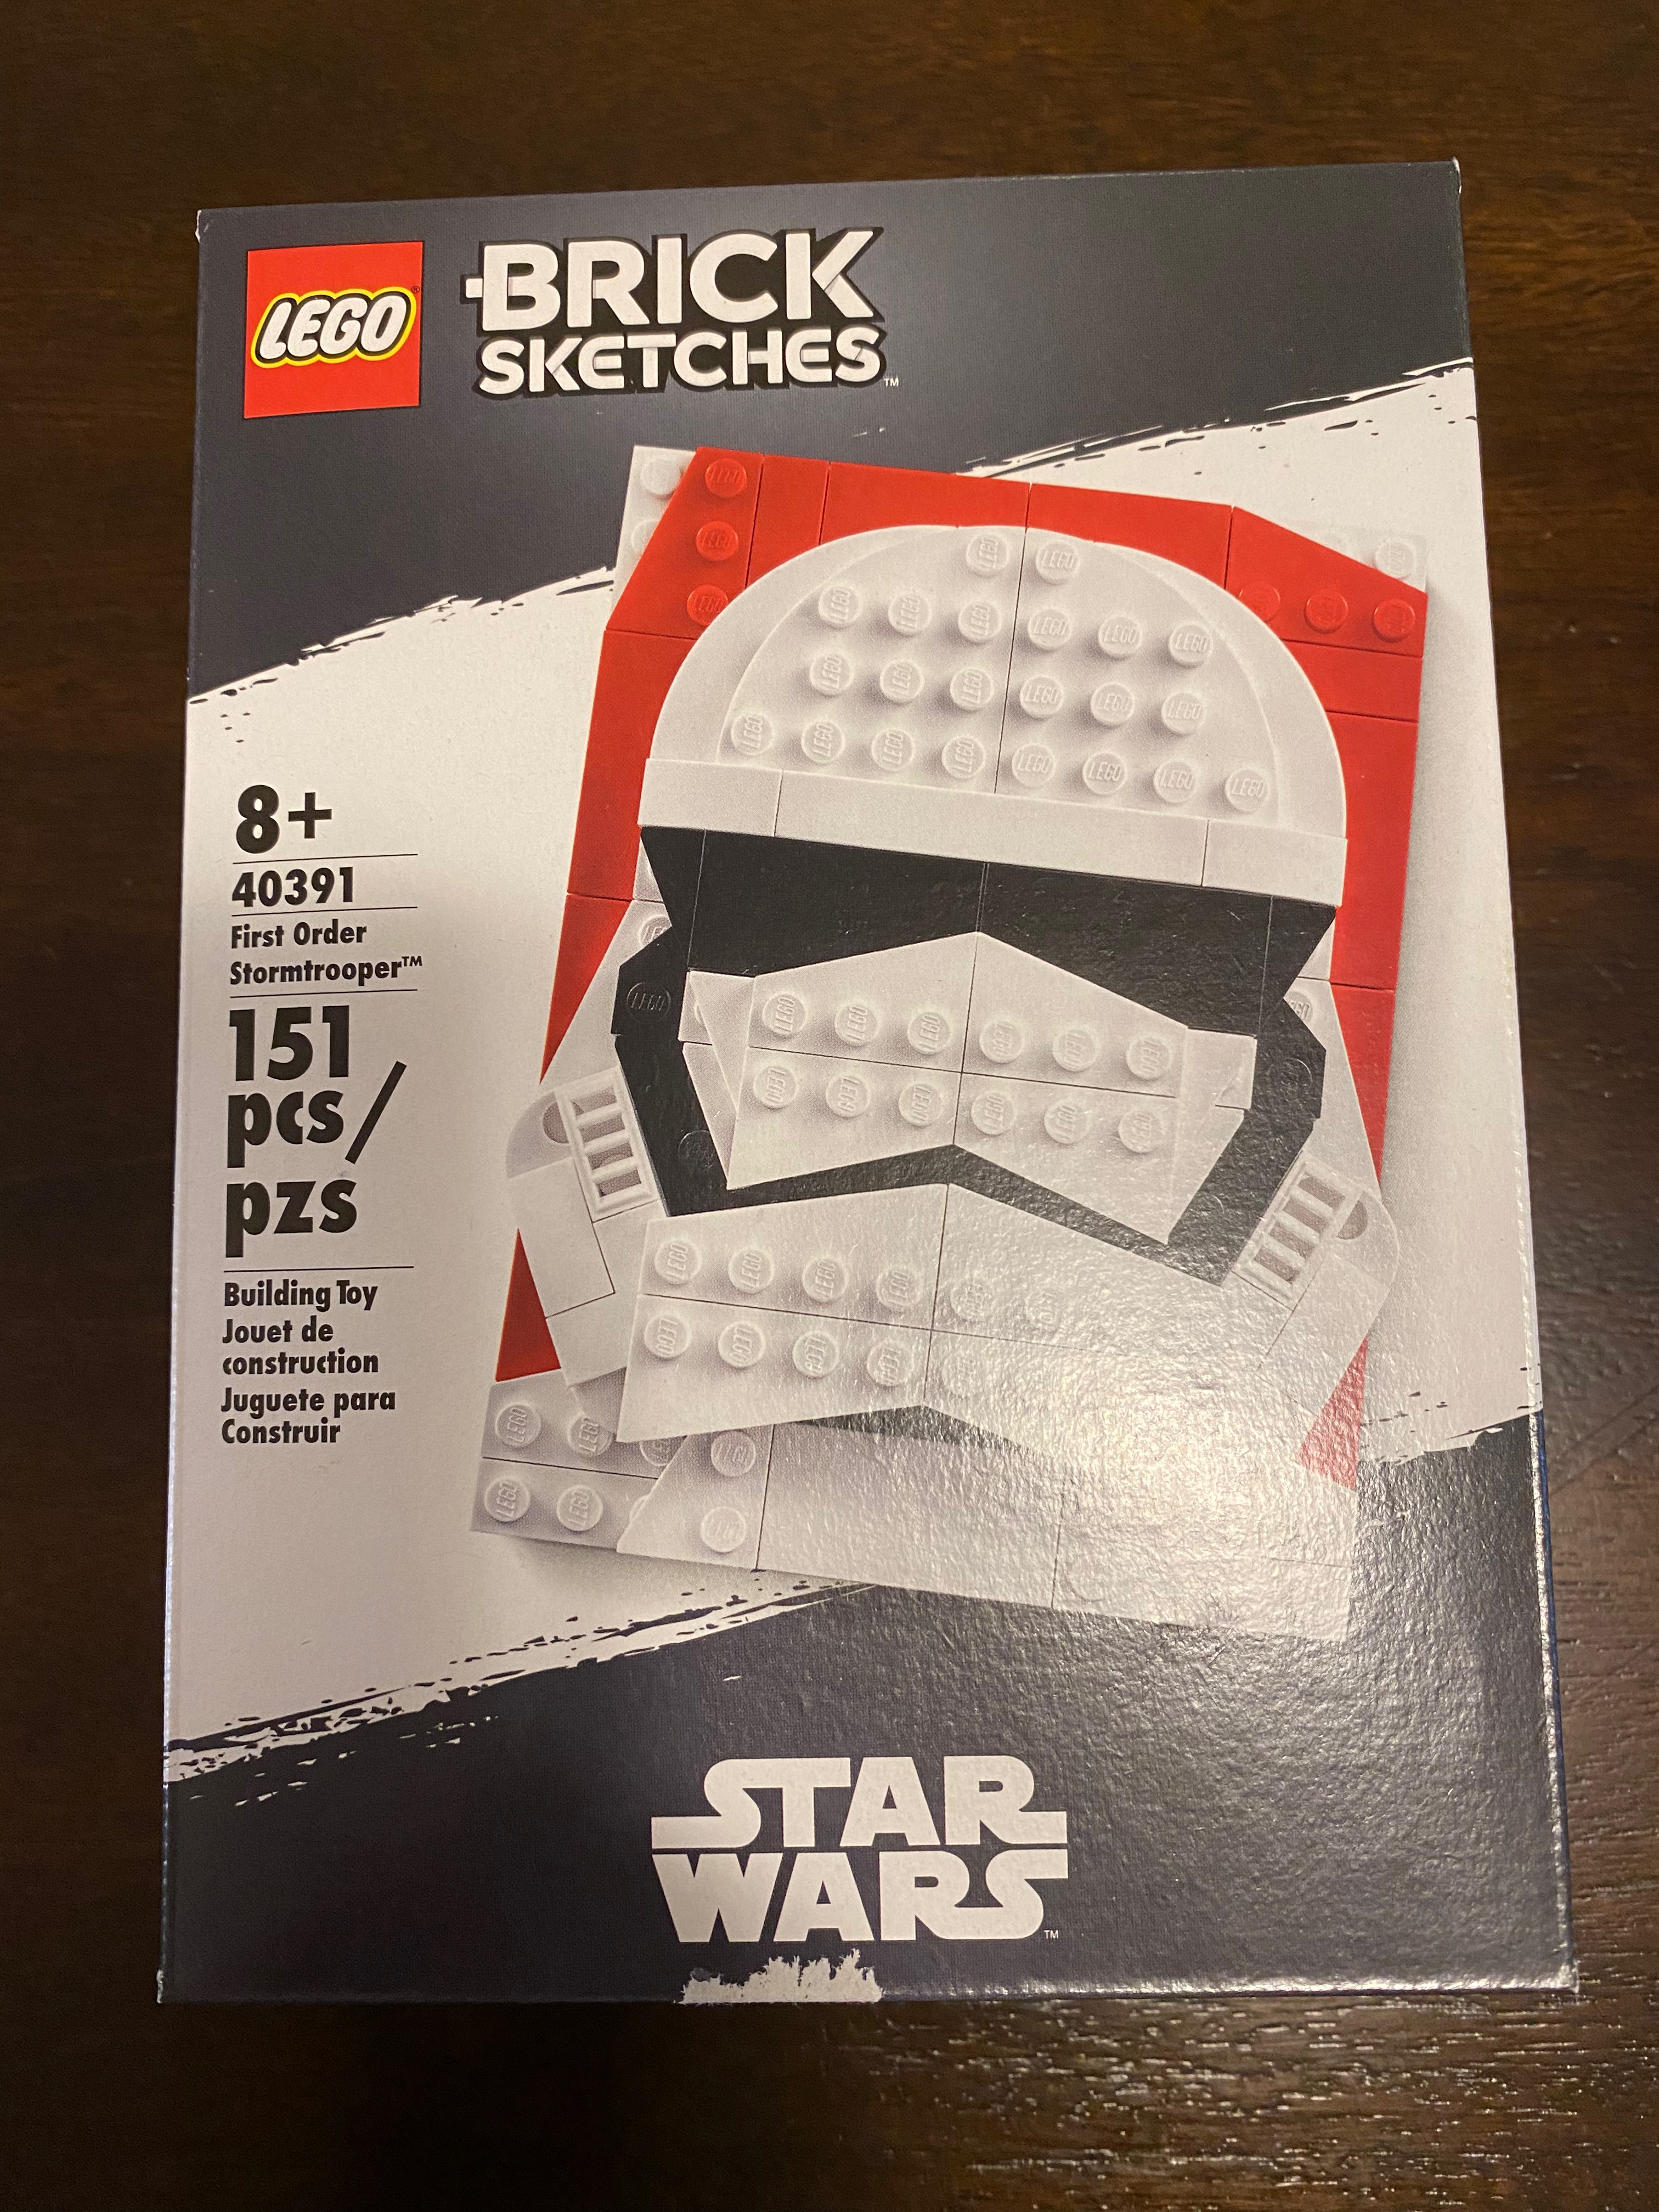 LEGO®
BRICK
SKETCHES™
8+
40391
First Order
Stormtrooper™
151
pcs/
pzs
Building Toy
Jouet de
construction
Juguete para
Construir
STAR
WARS™